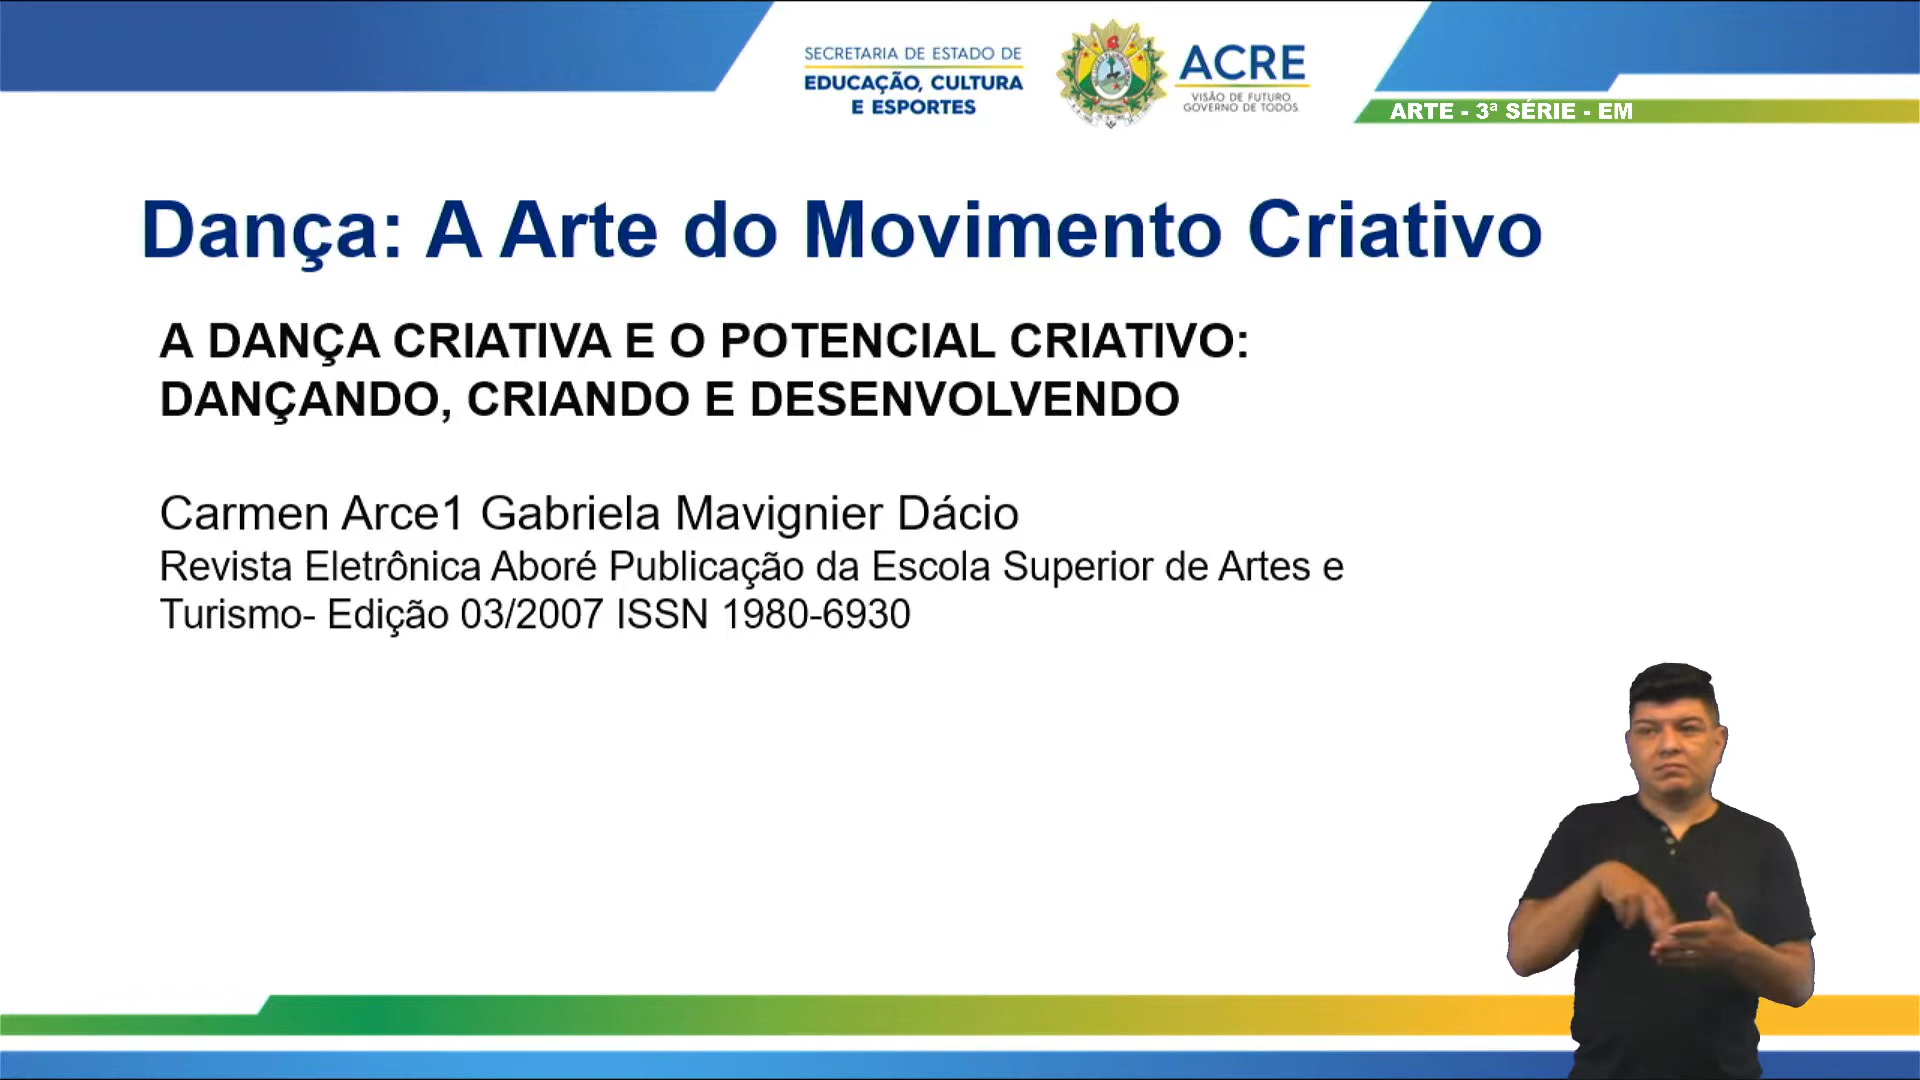 SECRETARIA DE ESTADO DE
EDUCAÇÃO, CULTURA
E ESPORTES
ACRE
VISÃO DE FUTURO.
GOVERNO DE TODOS.
ARTE - 3ª SÉRIE - EM
Dança: A Arte do Movimento Criativo
A DANÇA CRIATIVA E O POTENCIAL CRIATIVO:
DANÇANDO, CRIANDO E DESENVOLVENDO
Carmen Arce1 Gabriela Mavignier Dácio
Revista Eletrônica Aboré Publicação da Escola Superior de Artes e
Turismo- Edição 03/2007 ISSN 1980-6930